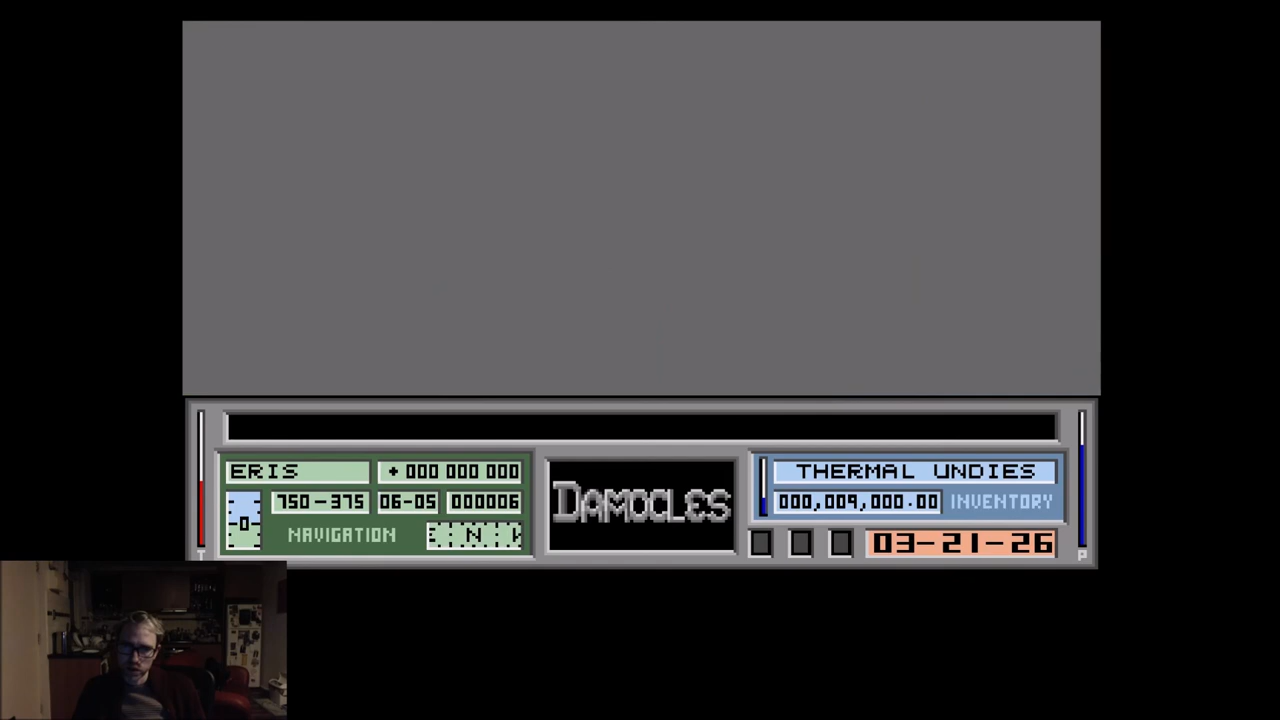 ERIS
+ 000 000 000
750-375
06-05
000006
0
NAVIGATION
N
DAMOCLES
THERMAL UNDIES
000,009,000.00
INVENTORY
03-21-26
T
P